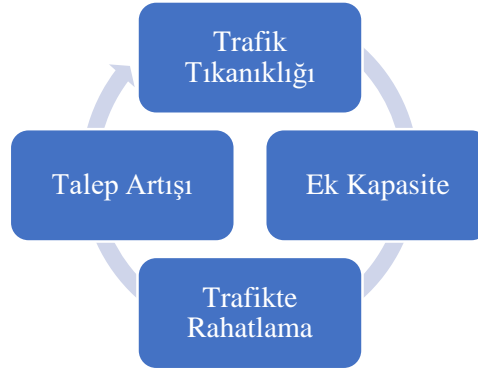 Trafik
Tıkanıklığı
Talep Artışı
Ek Kapasite
Trafikte
Rahatlama